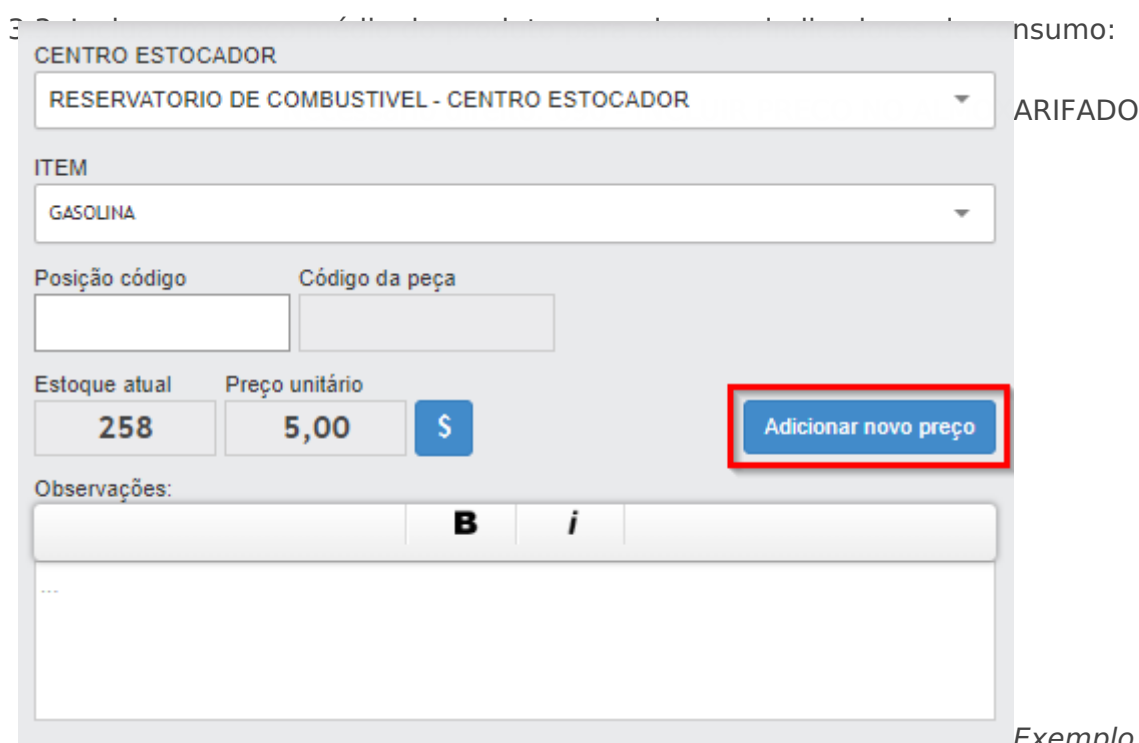 nsumo:
CENTRO ESTOCADOR
RESERVATORIO DE COMBUSTIVEL - CENTRO ESTOCADOR
ARIFADO
ITEM
GASOLINA
Posição código Código da peça
Estoque atual Preço unitário
258 5,00 $ Adicionar novo preço
Observações:
B i
...
Exemplo